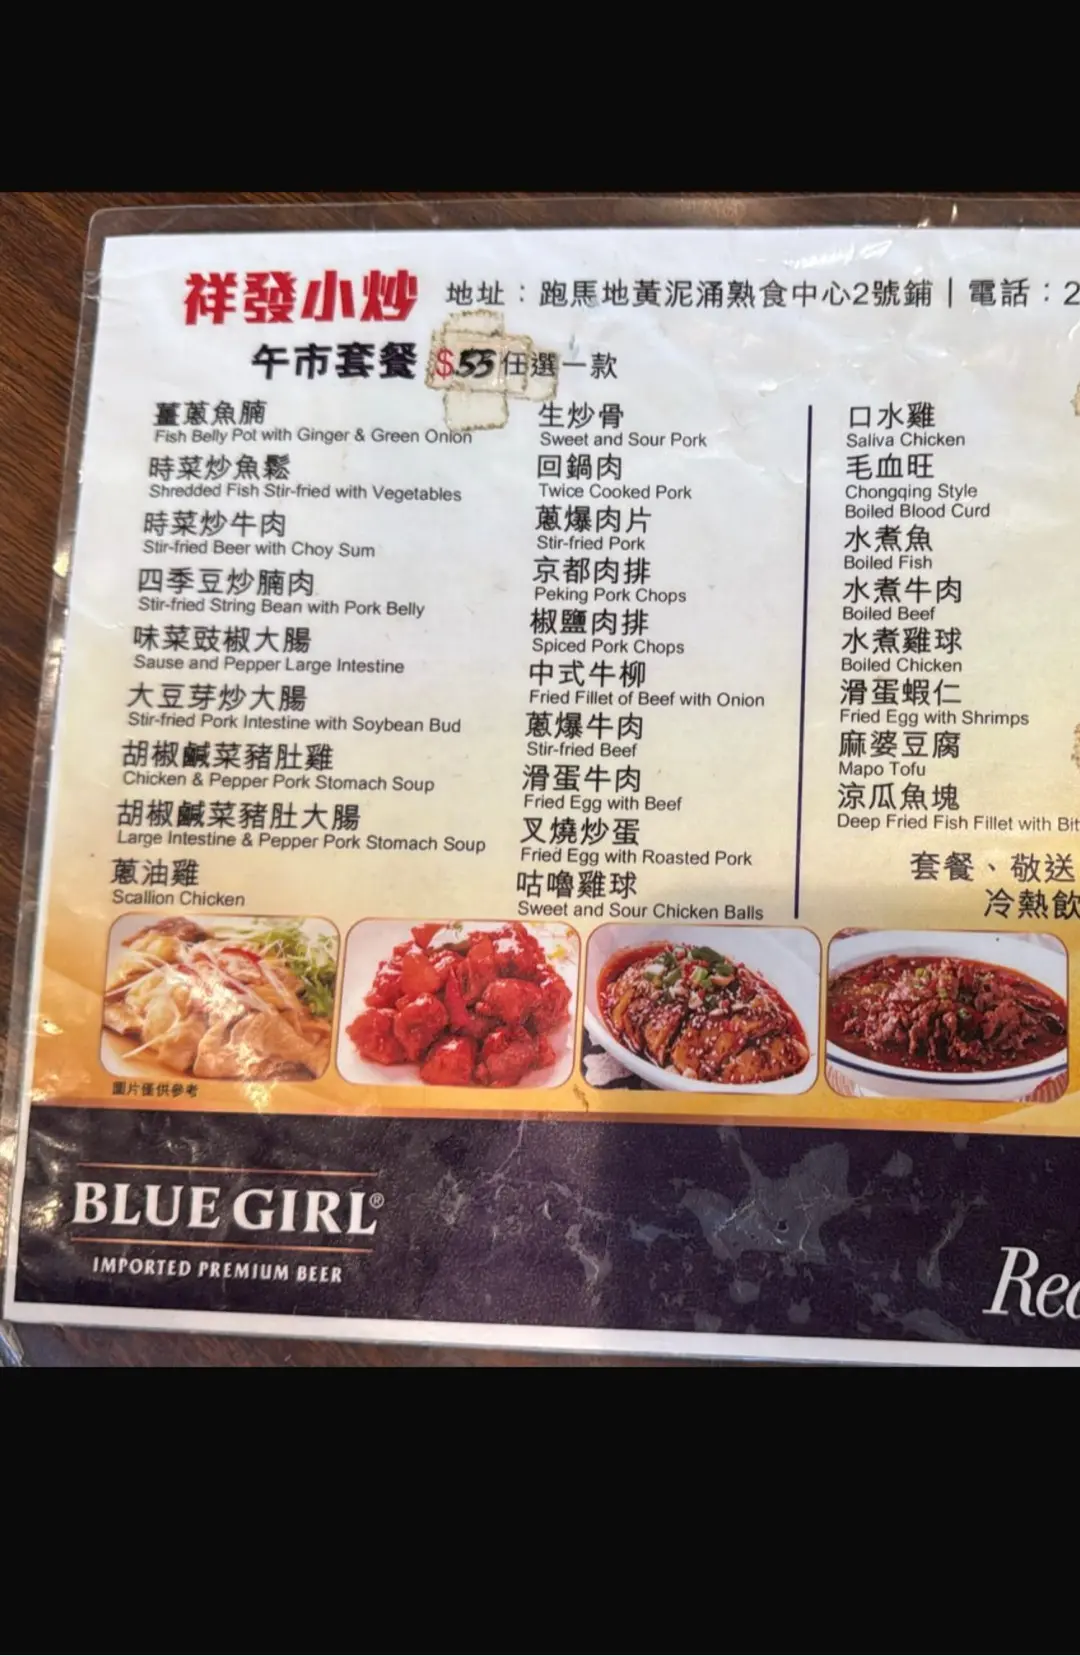 祥發小炒 地址：跑馬地黃泥涌熟食中心2號鋪｜電話：2
午市套餐 $55 任選一款
薑蔥魚腩
Fish Belly Pot with Ginger & Green Onion
時菜炒魚鬆
Shredded Fish Stir-fried with Vegetables
時菜炒牛肉
Stir-fried Beer with Choy Sum
四季豆炒腩肉
Stir-fried String Bean with Pork Belly
味菜豉椒大腸
Sause and Pepper Large Intestine
大豆芽炒大腸
Stir-fried Pork Intestine with Soybean Bud
胡椒鹹菜豬肚雞
Chicken & Pepper Pork Stomach Soup
胡椒鹹菜豬肚大腸
Large Intestine & Pepper Pork Stomach Soup
蔥油雞
Scallion Chicken
生炒骨
Sweet and Sour Pork
回鍋肉
Twice Cooked Pork
蔥爆肉片
Stir-fried Pork
京都肉排
Peking Pork Chops
椒鹽肉排
Spiced Pork Chops
中式牛柳
Fried Fillet of Beef with Onion
蔥爆牛肉
Stir-fried Beef
滑蛋牛肉
Fried Egg with Beef
叉燒炒蛋
Fried Egg with Roasted Pork
咕嚕雞球
Sweet and Sour Chicken Balls
口水雞
Saliva Chicken
毛血旺
Chongqing Style
Boiled Blood Curd
水煮魚
Boiled Fish
水煮牛肉
Boiled Beef
水煮雞球
Boiled Chicken
滑蛋蝦仁
Fried Egg with Shrimps
麻婆豆腐
Mapo Tofu
涼瓜魚塊
Deep Fried Fish Fillet with Bit
套餐、敬送
冷熱飲
圖片僅供參考
BLUE GIRL®
IMPORTED PREMIUM BEER